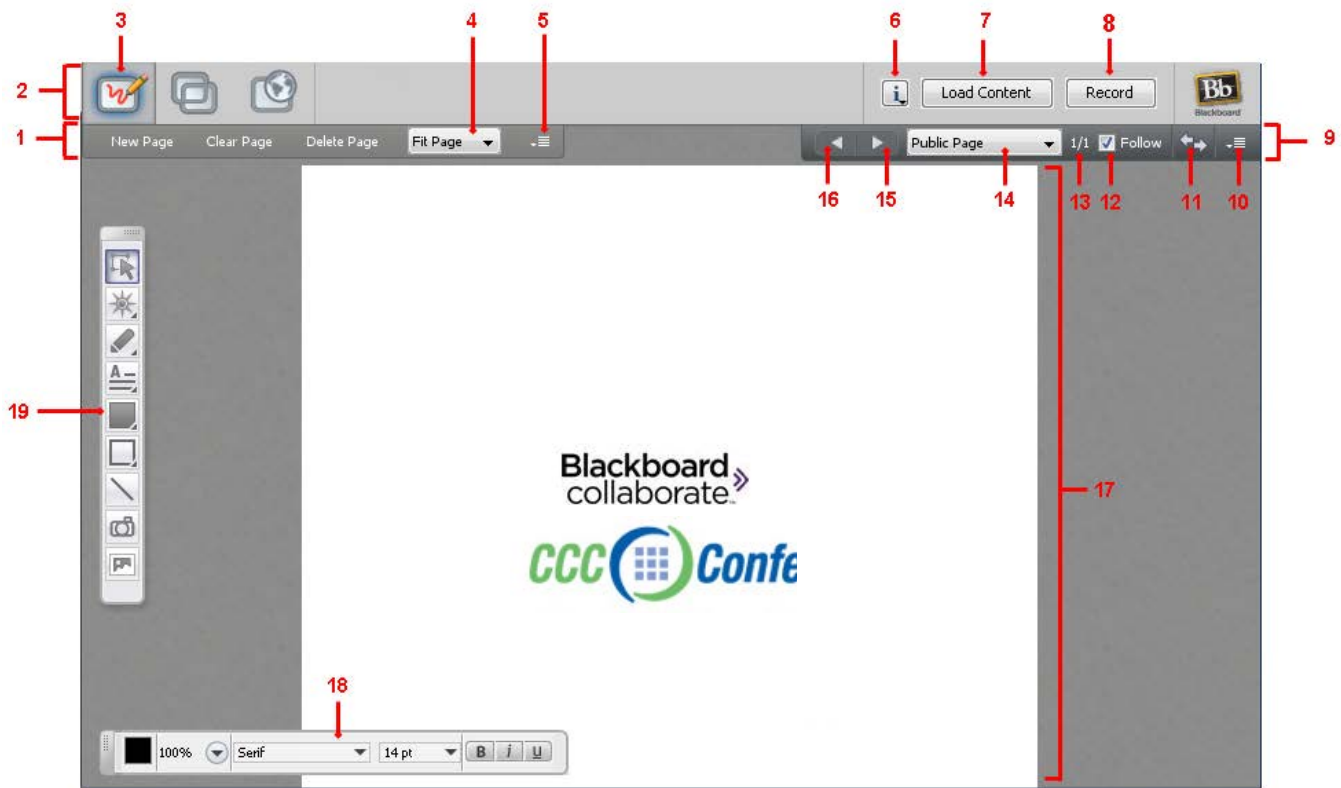 3 4 5 6 7 8
2
i Load Content Record Bb
Blackboard
1 New Page Clear Page Delete Page Fit Page Public Page 1/1 Follow 9
16 15 14 13 12 11 10
A
19
17
Blackboard
collaborate™
CCC Confe
18
100% Serif 14 pt B i U